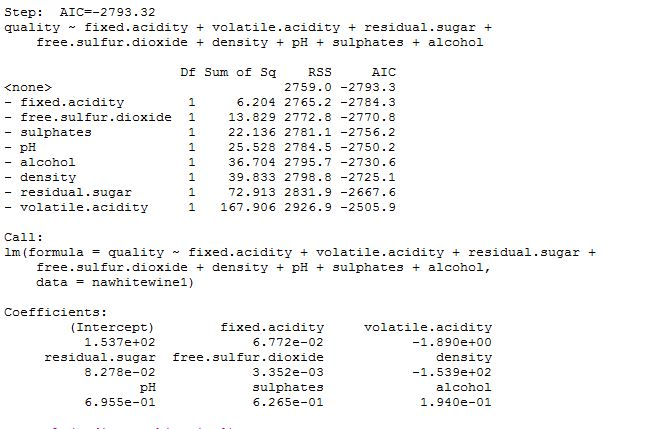 Step:  AIC=-2793.32
quality ~ fixed.acidity + volatile.acidity + residual.sugar +
    free.sulfur.dioxide + density + pH + sulphates + alcohol

                      Df Sum of Sq    RSS     AIC
<none>                             2759.0 -2793.3
- fixed.acidity        1     6.204 2765.2 -2784.3
- free.sulfur.dioxide  1    13.829 2772.8 -2770.8
- sulphates            1    22.136 2781.1 -2756.2
- pH                   1    25.528 2784.5 -2750.2
- alcohol              1    36.704 2795.7 -2730.6
- density              1    39.833 2798.8 -2725.1
- residual.sugar       1    72.913 2831.9 -2667.6
- volatile.acidity     1   167.906 2926.9 -2505.9

Call:
lm(formula = quality ~ fixed.acidity + volatile.acidity + residual.sugar +
    free.sulfur.dioxide + density + pH + sulphates + alcohol,
    data = nawhitewine1)

Coefficients:
        (Intercept)        fixed.acidity     volatile.acidity
          1.537e+02            6.772e-02           -1.890e+00
     residual.sugar  free.sulfur.dioxide              density
          8.278e-02            3.352e-03           -1.539e+02
                 pH            sulphates              alcohol
          6.955e-01            6.265e-01            1.940e-01